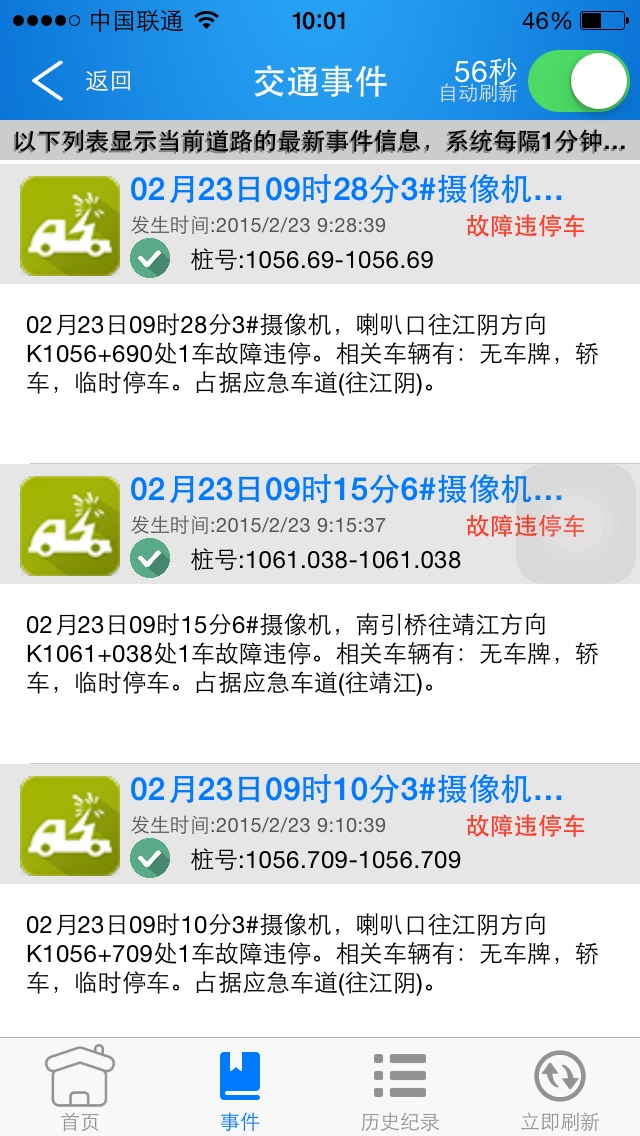 中国联通 10:01 46%
返回 交通事件 56秒
自动刷新
以下列表显示当前道路的最新事件信息，系统每隔1分钟...
02月23日09时28分3#摄像机...
发生时间:2015/2/23 9:28:39 故障违停车
桩号:1056.69-1056.69
02月23日09时28分3#摄像机，喇叭口往江阴方向
K1056+690处1车故障违停。相关车辆有：无车牌，轿
车，临时停车。占据应急车道(往江阴)。
02月23日09时15分6#摄像机...
发生时间:2015/2/23 9:15:37 故障违停车
桩号:1061.038-1061.038
02月23日09时15分6#摄像机，南引桥往靖江方向
K1061+038处1车故障违停。相关车辆有：无车牌，轿
车，临时停车。占据应急车道(往靖江)。
02月23日09时10分3#摄像机...
发生时间:2015/2/23 9:10:39 故障违停车
桩号:1056.709-1056.709
02月23日09时10分3#摄像机，喇叭口往江阴方向
K1056+709处1车故障违停。相关车辆有：无车牌，轿
车，临时停车。占据应急车道(往江阴)。
首页 事件 历史纪录 立即刷新